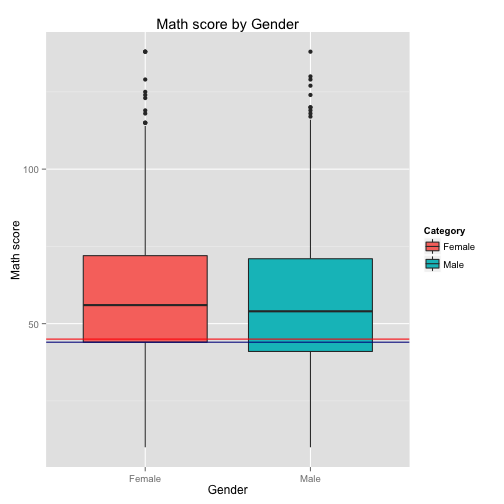 Math score by Gender
Math score
100
50
Female
Male
Gender
Category
Female
Male